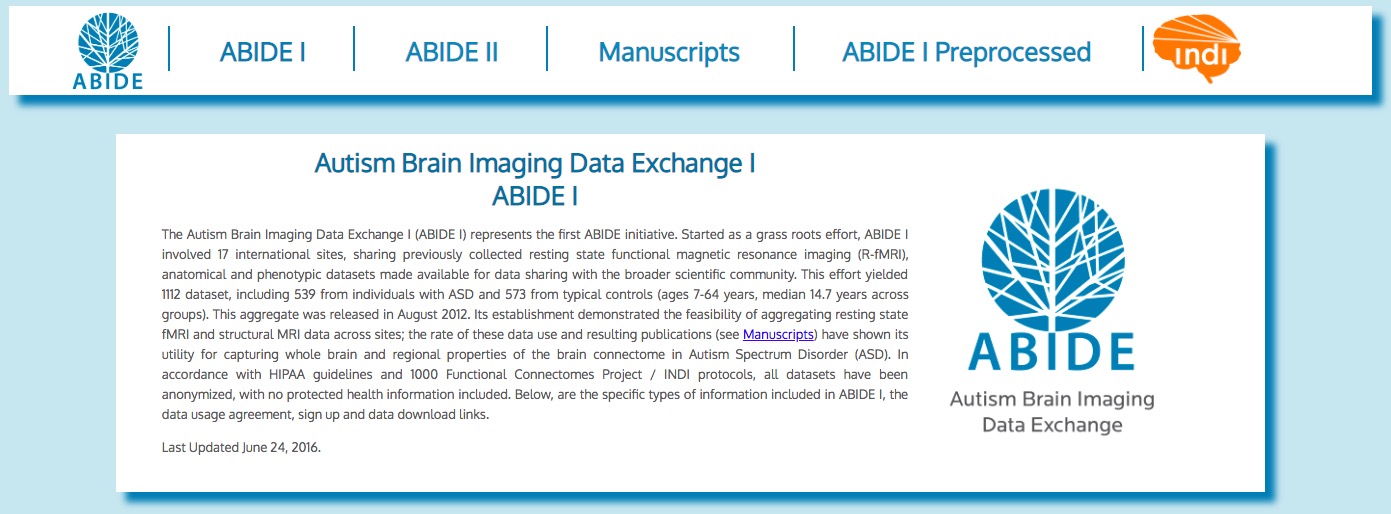 ABIDE
ABIDE I
ABIDE II
Manuscripts
ABIDE I Preprocessed
indi
Autism Brain Imaging Data Exchange I
ABIDE I
The Autism Brain Imaging Data Exchange I (ABIDE I) represents the first ABIDE initiative. Started as a grass roots effort, ABIDE I
involved 17 international sites, sharing previously collected resting state functional magnetic resonance imaging (R-fMRI),
anatomical and phenotypic datasets made available for data sharing with the broader scientific community. This effort yielded
1112 dataset, including 539 from individuals with ASD and 573 from typical controls (ages 7-64 years, median 14.7 years across
groups). This aggregate was released in August 2012. Its establishment demonstrated the feasibility of aggregating resting state
fMRI and structural MRI data across sites; the rate of these data use and resulting publications (see Manuscripts) have shown its
utility for capturing whole brain and regional properties of the brain connectome in Autism Spectrum Disorder (ASD). In
accordance with HIPAA guidelines and 1000 Functional Connectomes Project / INDI protocols, all datasets have been
anonymized, with no protected health information included. Below, are the specific types of information included in ABIDE I, the
data usage agreement, sign up and data download links.
Last Updated June 24, 2016.
ABIDE
Autism Brain Imaging
Data Exchange